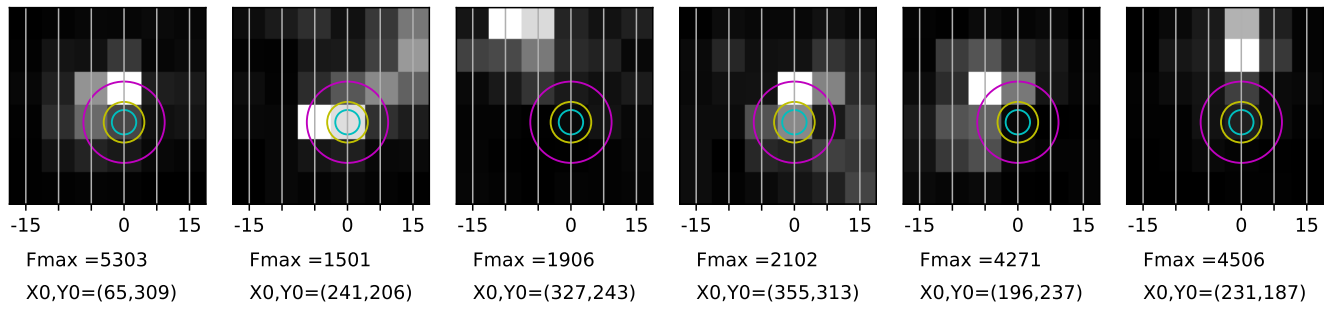 -15 0 15 -15 0 15 -15 0 15 -15 0 15 -15 0 15 -15 0 15
Fmax =5303 Fmax =1501 Fmax =1906 Fmax =2102 Fmax =4271 Fmax =4506
X0,Y0=(65,309) X0,Y0=(241,206) X0,Y0=(327,243) X0,Y0=(355,313) X0,Y0=(196,237) X0,Y0=(231,187)